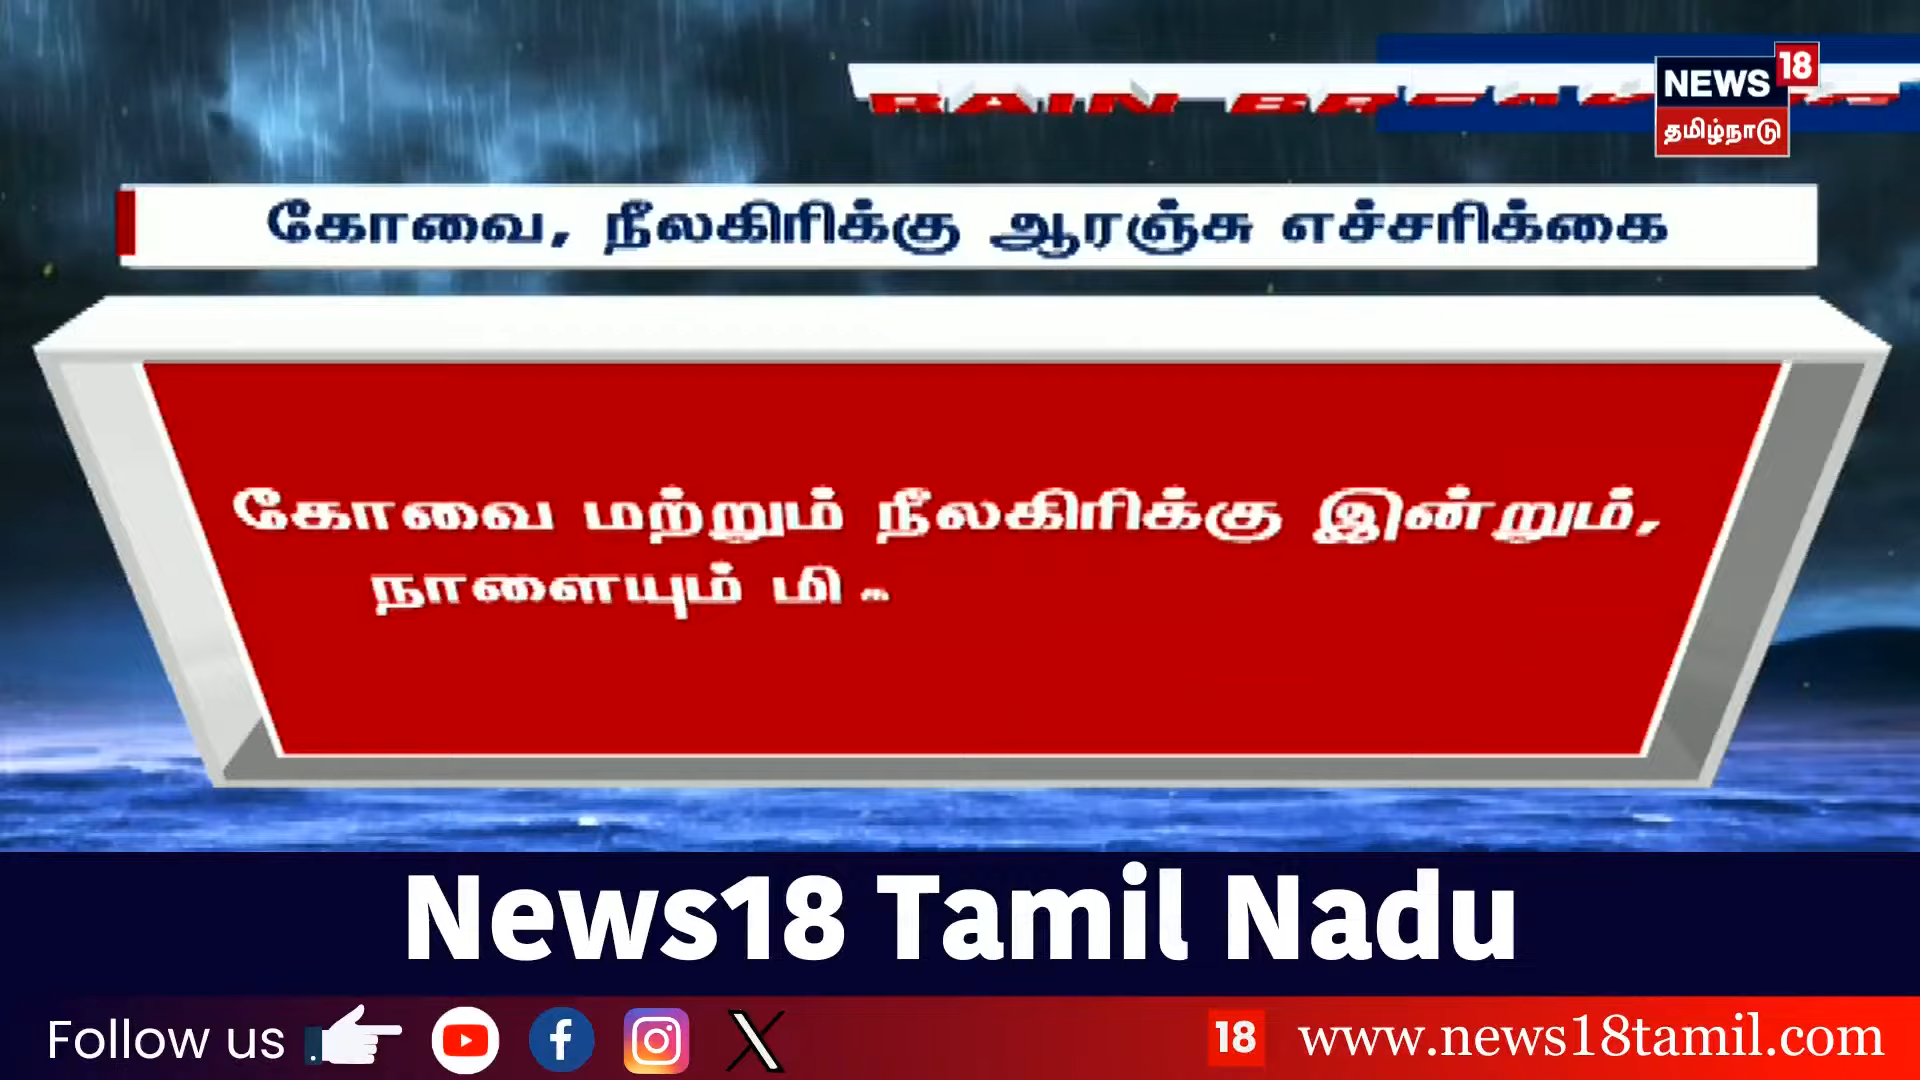 NEWS 18
தமிழ்நாடு
கோவை, நீலகிரிக்கு ஆரஞ்சு எச்சரிக்கை
கோவை மற்றும் நீலகிரிக்கு இன்றும்,
நாளையும் மி
News18 Tamil Nadu
Follow us
18 www.news18tamil.com